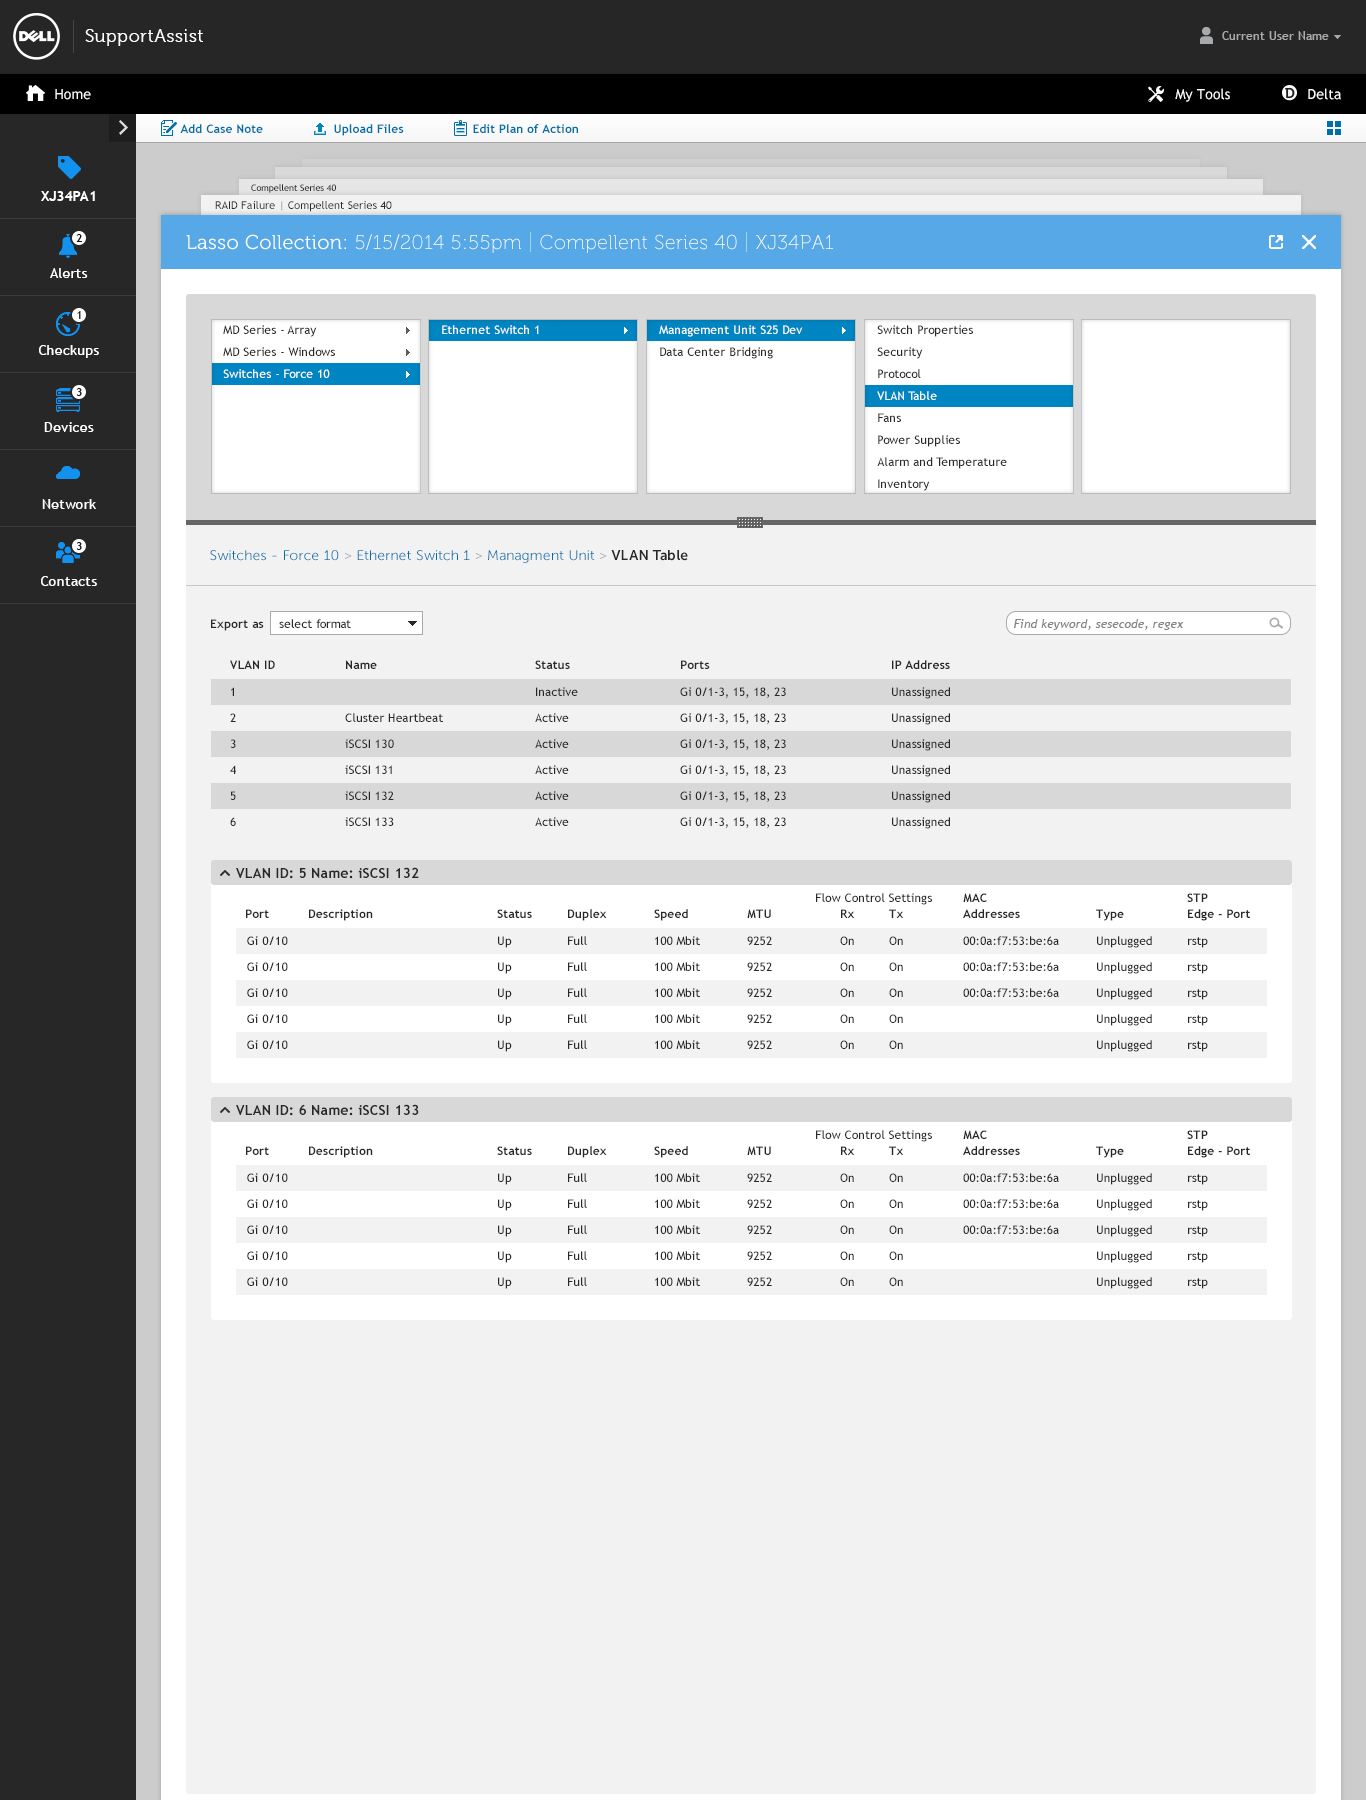 DELL SupportAssist
Current User Name
Home
My Tools
D Delta
Add Case Note
Upload Files
Edit Plan of Action
XJ34PA1
2
Alerts
1
Checkups
3
Devices
Network
3
Contacts
Compellent Series 40
RAID Failure | Compellent Series 40
Lasso Collection: 5/15/2014 5:55pm | Compellent Series 40 | XJ34PA1
MD Series - Array
MD Series - Windows
Switches - Force 10
Ethernet Switch 1
Management Unit S25 Dev
Data Center Bridging
Switch Properties
Security
Protocol
VLAN Table
Fans
Power Supplies
Alarm and Temperature
Inventory
Switches - Force 10 > Ethernet Switch 1 > Managment Unit > VLAN Table
Export as select format
Find keyword, sesecode, regex
VLAN ID Name Status Ports IP Address
1 Inactive Gi 0/1-3, 15, 18, 23 Unassigned
2 Cluster Heartbeat Active Gi 0/1-3, 15, 18, 23 Unassigned
3 iSCSI 130 Active Gi 0/1-3, 15, 18, 23 Unassigned
4 iSCSI 131 Active Gi 0/1-3, 15, 18, 23 Unassigned
5 iSCSI 132 Active Gi 0/1-3, 15, 18, 23 Unassigned
6 iSCSI 133 Active Gi 0/1-3, 15, 18, 23 Unassigned
VLAN ID: 5 Name: iSCSI 132
Flow Control Settings MAC STP
Port Description Status Duplex Speed MTU Rx Tx Addresses Type Edge - Port
Gi 0/10 Up Full 100 Mbit 9252 On On 00:0a:f7:53:be:6a Unplugged rstp
Gi 0/10 Up Full 100 Mbit 9252 On On 00:0a:f7:53:be:6a Unplugged rstp
Gi 0/10 Up Full 100 Mbit 9252 On On 00:0a:f7:53:be:6a Unplugged rstp
Gi 0/10 Up Full 100 Mbit 9252 On On Unplugged rstp
Gi 0/10 Up Full 100 Mbit 9252 On On Unplugged rstp
VLAN ID: 6 Name: iSCSI 133
Flow Control Settings MAC STP
Port Description Status Duplex Speed MTU Rx Tx Addresses Type Edge - Port
Gi 0/10 Up Full 100 Mbit 9252 On On 00:0a:f7:53:be:6a Unplugged rstp
Gi 0/10 Up Full 100 Mbit 9252 On On 00:0a:f7:53:be:6a Unplugged rstp
Gi 0/10 Up Full 100 Mbit 9252 On On 00:0a:f7:53:be:6a Unplugged rstp
Gi 0/10 Up Full 100 Mbit 9252 On On Unplugged rstp
Gi 0/10 Up Full 100 Mbit 9252 On On Unplugged rstp